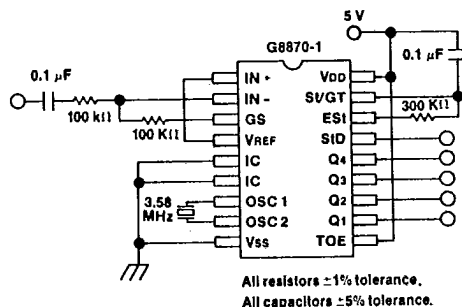 5 V
G8870-1
0.1 µF
0.1 µF
100 kΩ
100 KΩ
300 KΩ
IN +
IN -
GS
VREF
IC
IC
OSC 1
OSC 2
VSS
VDD
St/GT
ESt
StD
Q4
Q3
Q2
Q1
TOE
3.58
MHz
All resistors ±1% tolerance.
All capacitors ±5% tolerance.